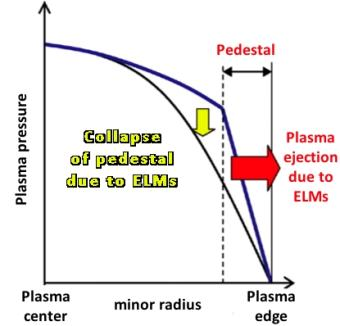 Pedestal
Plasma pressure
Collapse
of pedestal
due to ELMs
Plasma
ejection
due to
ELMs
Plasma
center
minor radius
Plasma
edge